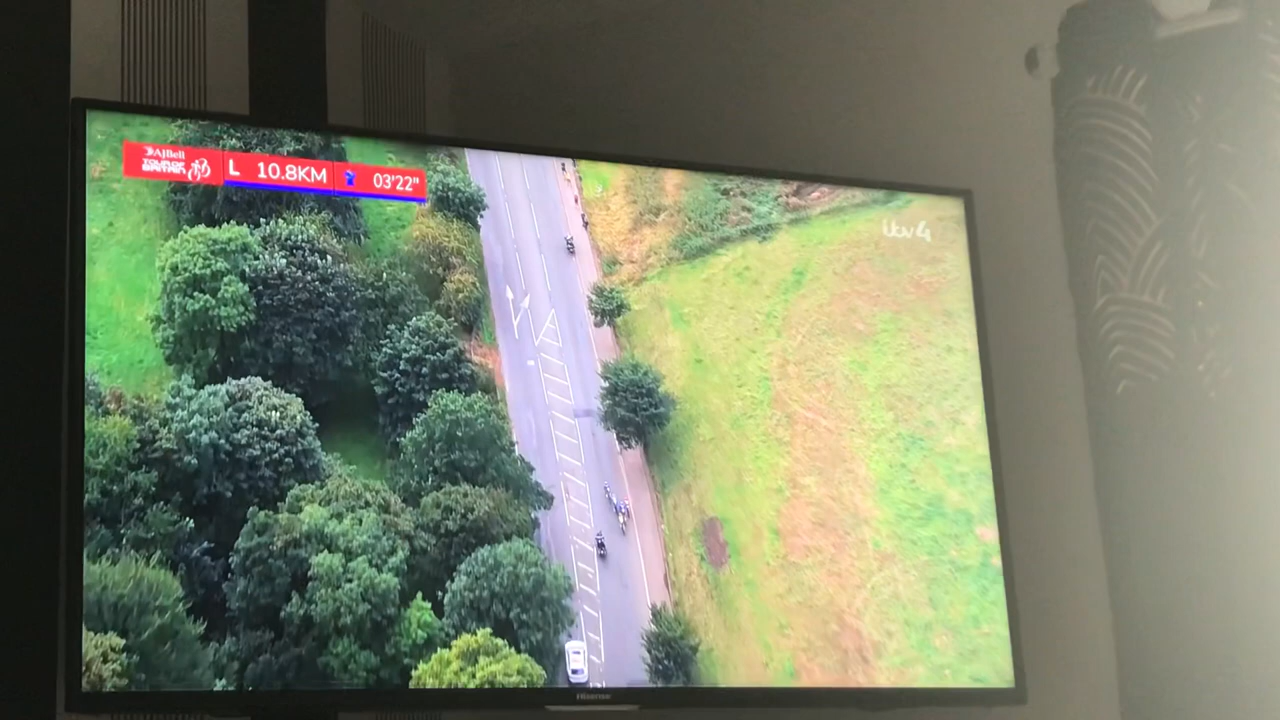 AJBell
TOUR OF
BRITAIN
L 10.8KM 03'22"
itv4
Hisense